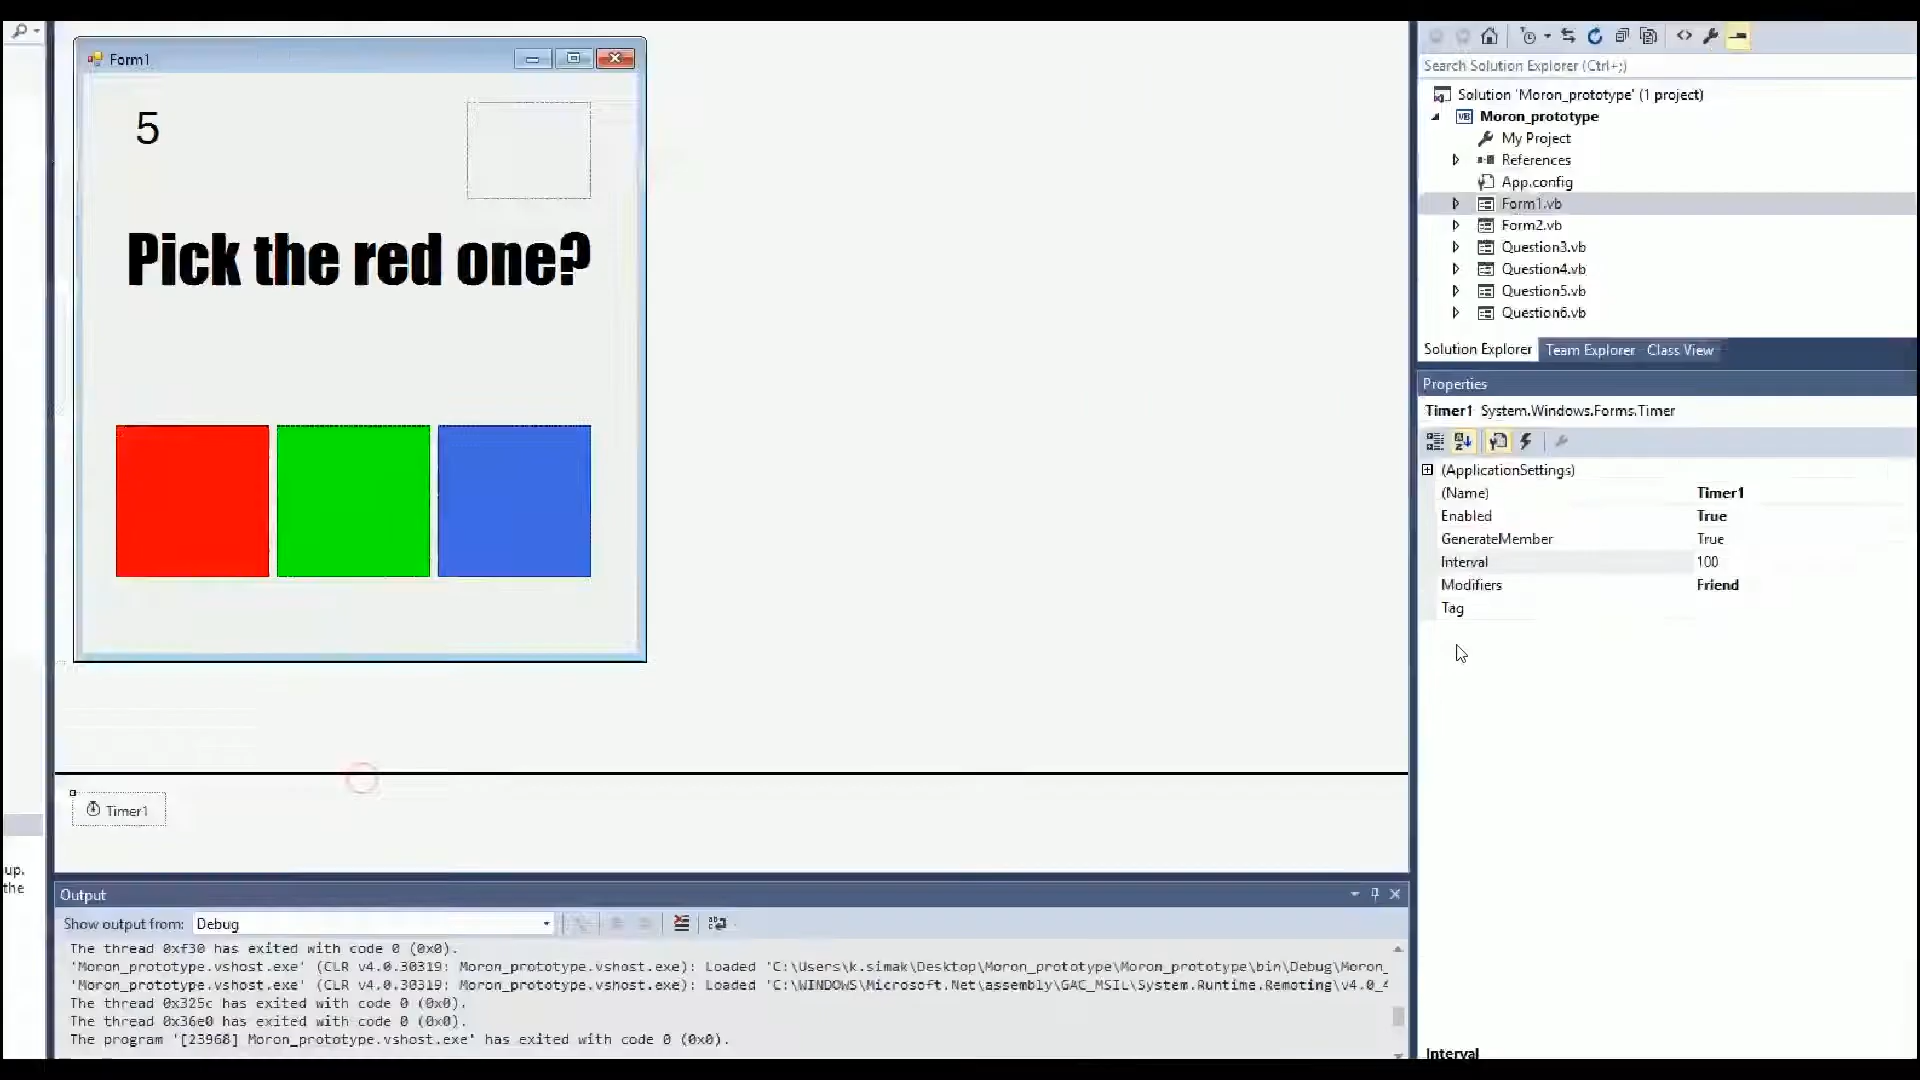 Form1
5
Pick the red one?
Timer1
up.
the
Output
Show output from: Debug
The thread 0xf30 has exited with code 0 (0x0).
'Moron_prototype.vshost.exe' (CLR v4.0.30319: Moron_prototype.vshost.exe): Loaded 'C:\Users\k.simak\Desktop\Moron_prototype\Moron_prototype\bin\Debug\Moron_
'Moron_prototype.vshost.exe' (CLR v4.0.30319: Moron_prototype.vshost.exe): Loaded 'C:\WINDOWS\Microsoft.Net\assembly\GAC_MSIL\System.Runtime.Remoting\v4.0_4
The thread 0x325c has exited with code 0 (0x0).
The thread 0x36e0 has exited with code 0 (0x0).
The program '[23968] Moron_prototype.vshost.exe' has exited with code 0 (0x0).
Search Solution Explorer (Ctrl+;)
Solution 'Moron_prototype' (1 project)
VB Moron_prototype
My Project
References
App.config
Form1.vb
Form2.vb
Question3.vb
Question4.vb
Question5.vb
Question6.vb
Solution Explorer Team Explorer Class View
Properties
Timer1 System.Windows.Forms.Timer
(ApplicationSettings)
(Name) Timer1
Enabled True
GenerateMember True
Interval 100
Modifiers Friend
Tag
Interval